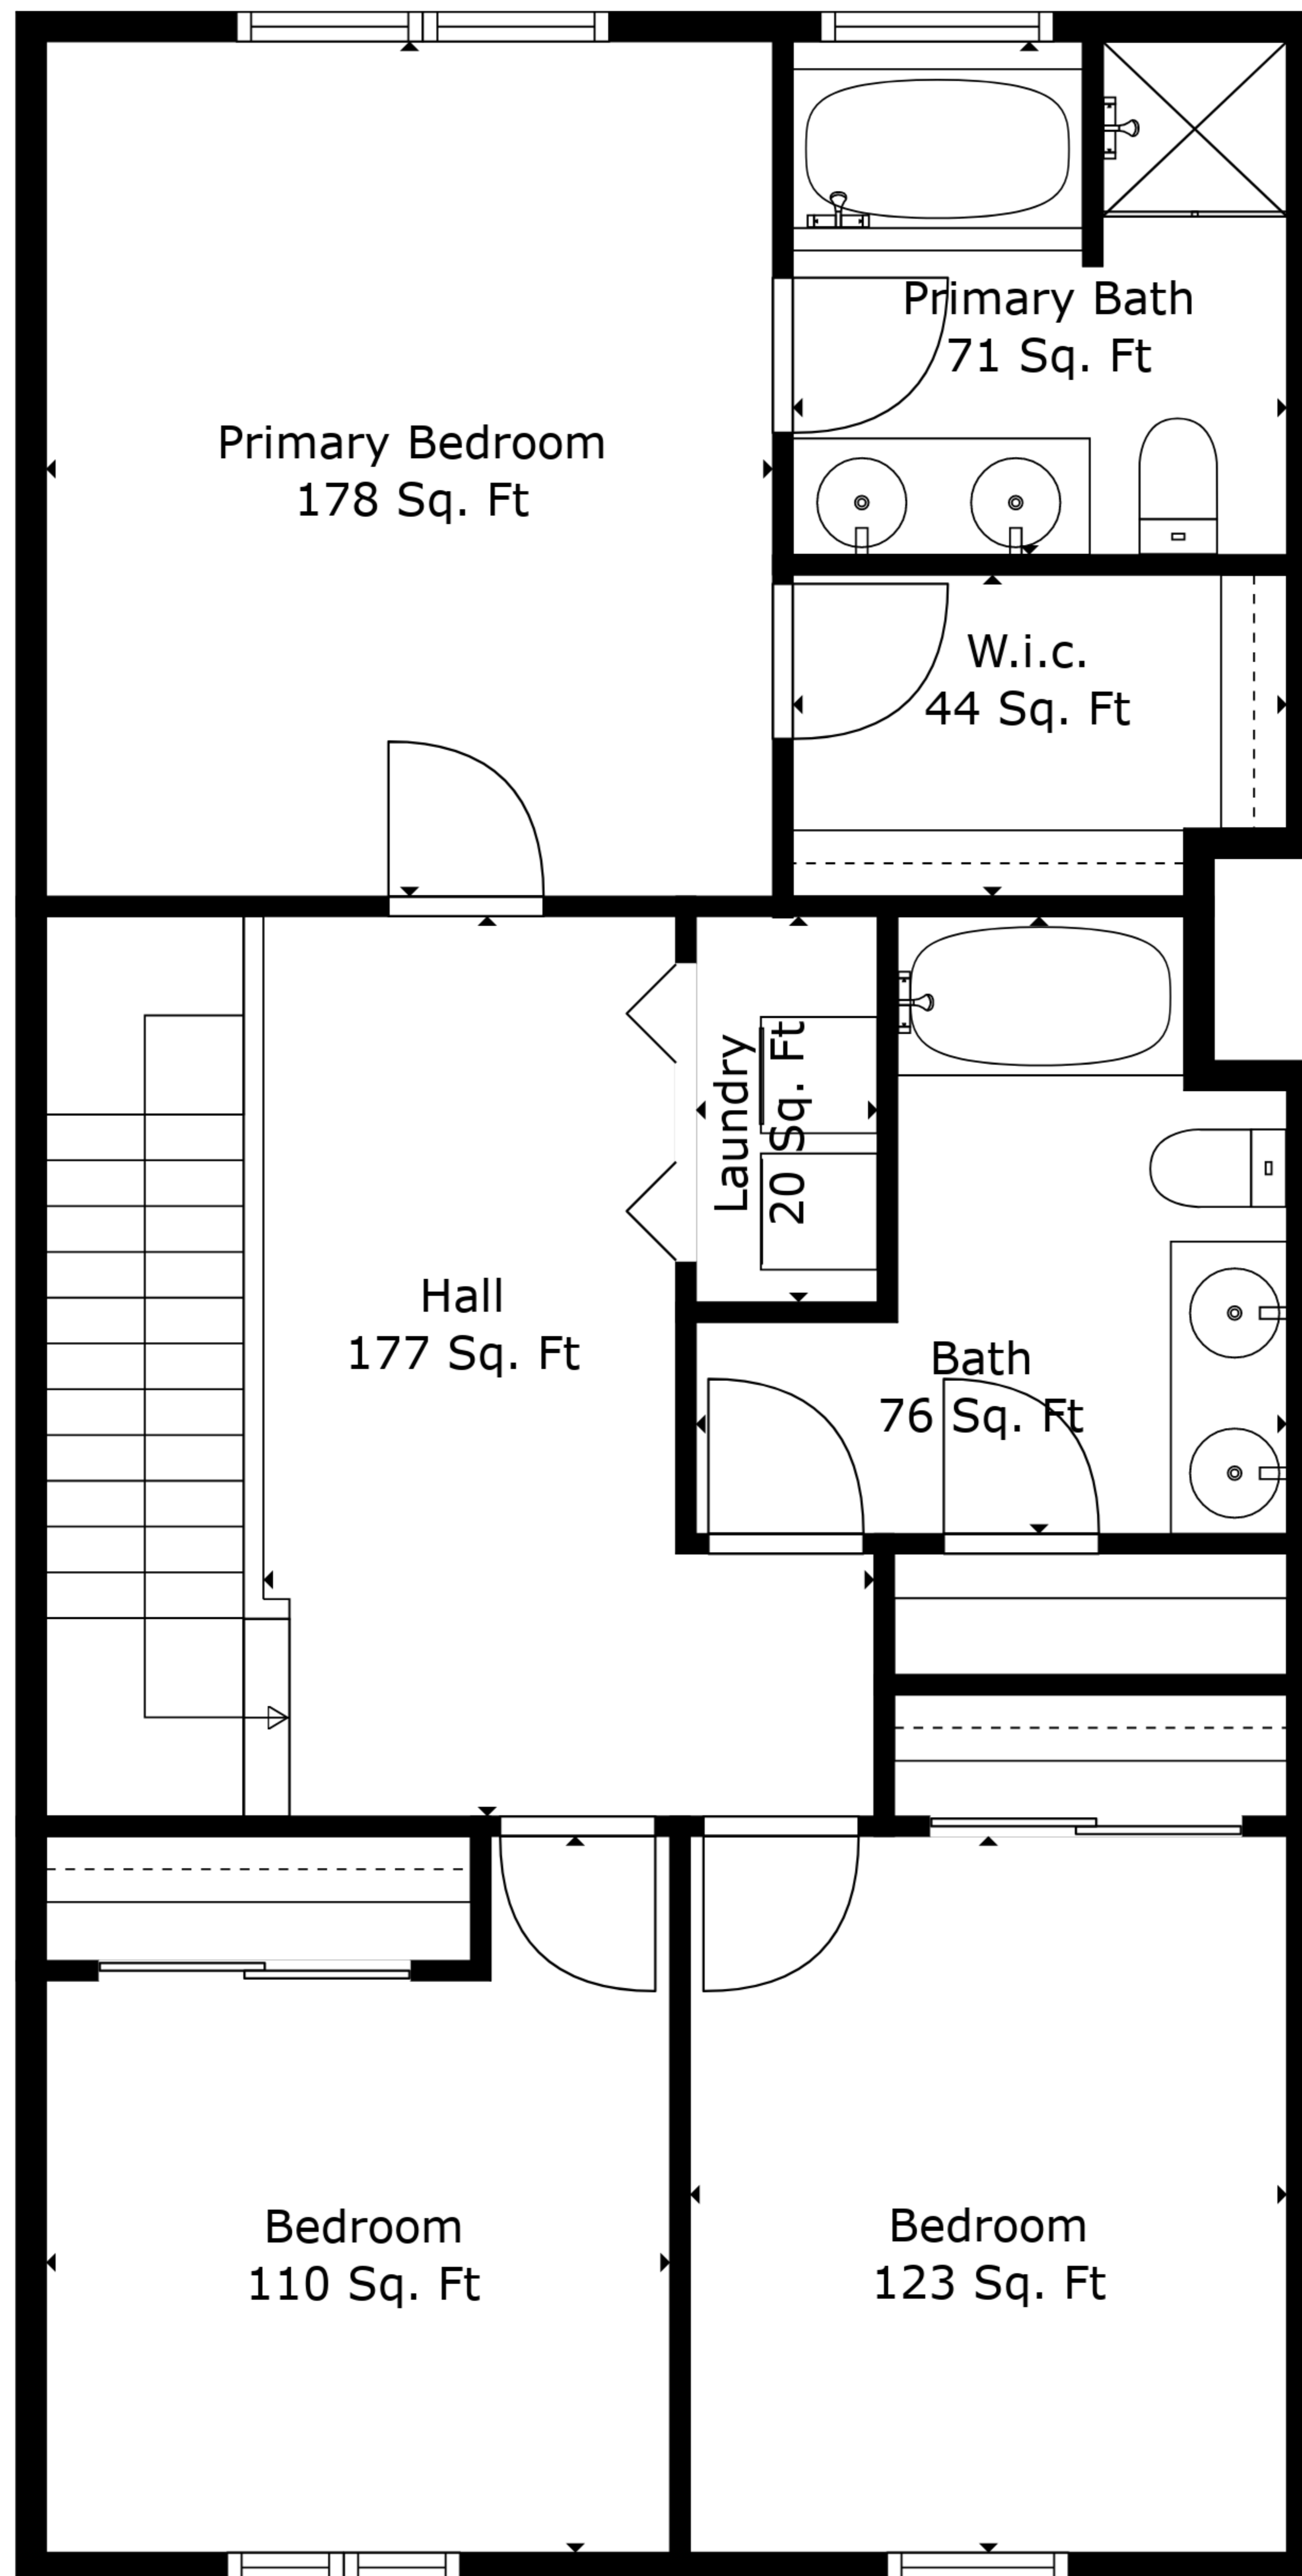 Primary Bath
71 Sq. Ft
Primary Bedroom
178 Sq. Ft
W.i.c.
44 Sq. Ft
Laundry
20 Sq. Ft
Hall
177 Sq. Ft
Bath
76 Sq. Ft
Bedroom
110 Sq. Ft
Bedroom
123 Sq. Ft